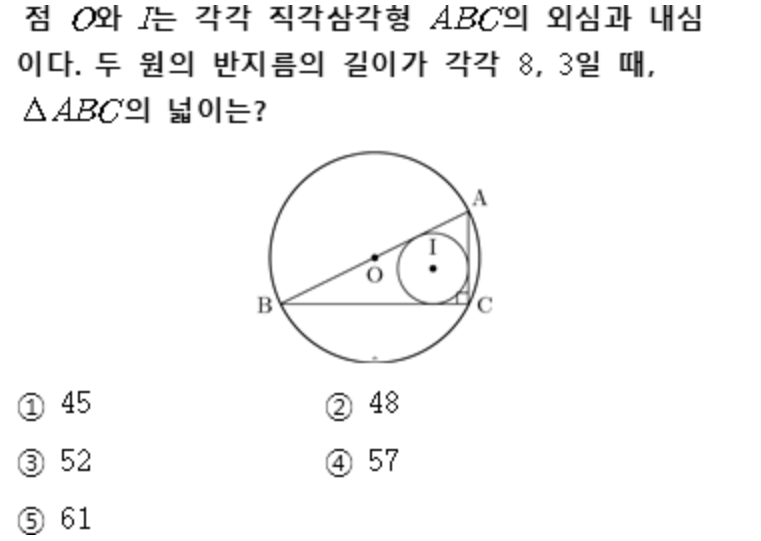 점 O와 I는 각각 직각삼각형 ABC의 외심과 내심
이다. 두 원의 반지름의 길이가 각각 8, 3일 때,
△ABC의 넓이는?
A
I
O
B
C
① 45
② 48
③ 52
④ 57
⑤ 61